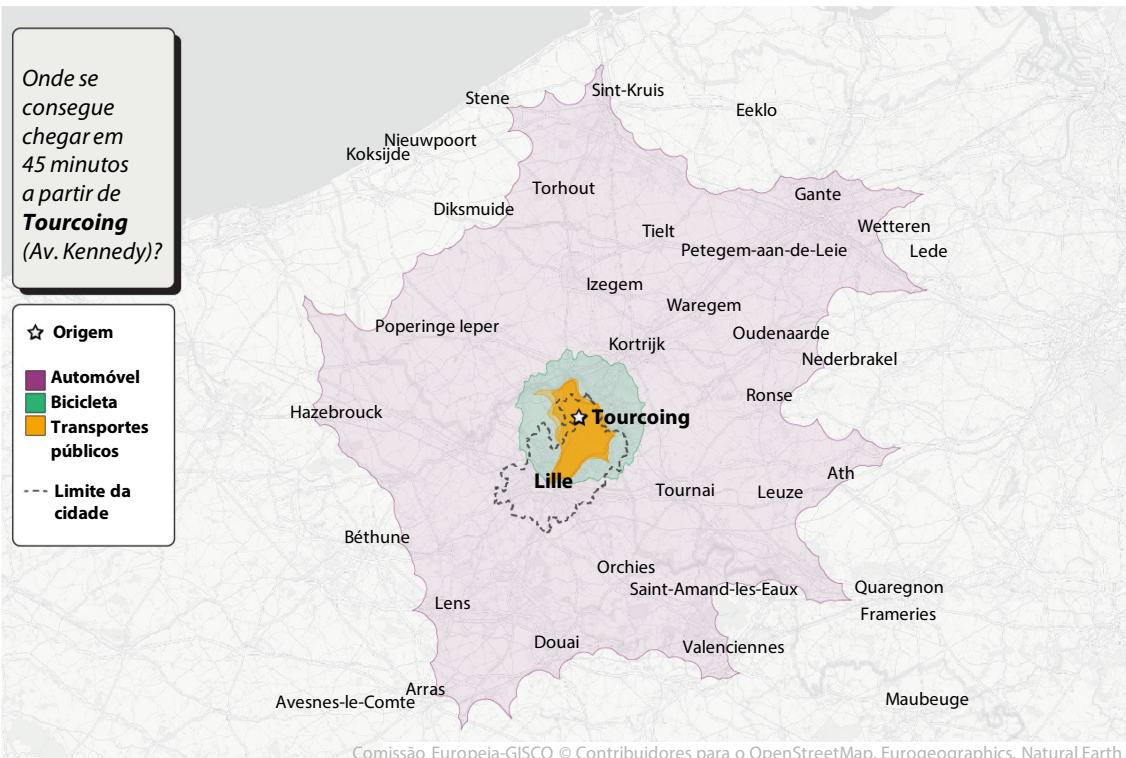 Onde se
consegue
chegar em
45 minutos
a partir de
Tourcoing
(Av. Kennedy)?
Origem
Automóvel
Bicicleta
Transportes
públicos
Limite da
cidade
Sint-Kruis
Stene
Eeklo
Nieuwpoort
Koksijde
Torhout
Gante
Diksmuide
Wetteren
Tielt
Petegem-aan-de-Leie
Lede
Izegem
Waregem
Poperinge Ieper
Oudenaarde
Kortrijk
Nederbrakel
Ronse
Hazebrouck
Tourcoing
Ath
Lille
Tournai
Leuze
Béthune
Orchies
Saint-Amand-les-Eaux
Quaregnon
Lens
Frameries
Douai
Valenciennes
Arras
Avesnes-le-Comte
Maubeuge
Comissão Europeia-GISCO © Contribuidores para o OpenStreetMap, Eurogeographics, Natural Earth